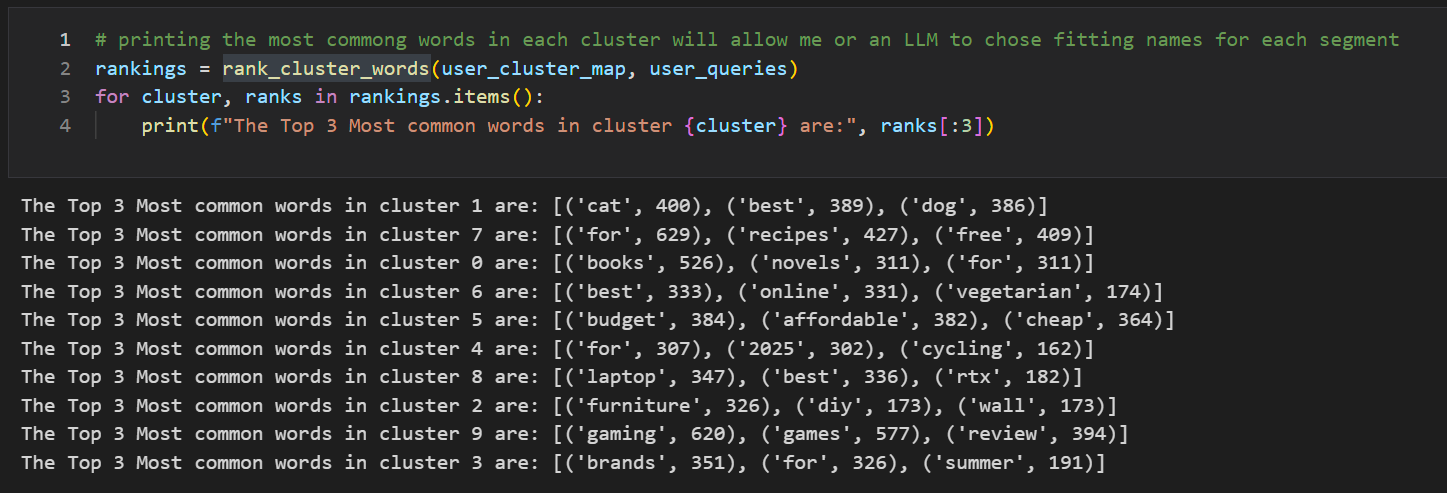 1 # printing the most commong words in each cluster will allow me or an LLM to chose fitting names for each segment
2 rankings = rank_cluster_words(user_cluster_map, user_queries)
3 for cluster, ranks in rankings.items():
4     print(f"The Top 3 Most common words in cluster {cluster} are:", ranks[:3])
The Top 3 Most common words in cluster 1 are: [('cat', 400), ('best', 389), ('dog', 386)]
The Top 3 Most common words in cluster 7 are: [('for', 629), ('recipes', 427), ('free', 409)]
The Top 3 Most common words in cluster 0 are: [('books', 526), ('novels', 311), ('for', 311)]
The Top 3 Most common words in cluster 6 are: [('best', 333), ('online', 331), ('vegetarian', 174)]
The Top 3 Most common words in cluster 5 are: [('budget', 384), ('affordable', 382), ('cheap', 364)]
The Top 3 Most common words in cluster 4 are: [('for', 307), ('2025', 302), ('cycling', 162)]
The Top 3 Most common words in cluster 8 are: [('laptop', 347), ('best', 336), ('rtx', 182)]
The Top 3 Most common words in cluster 2 are: [('furniture', 326), ('diy', 173), ('wall', 173)]
The Top 3 Most common words in cluster 9 are: [('gaming', 620), ('games', 577), ('review', 394)]
The Top 3 Most common words in cluster 3 are: [('brands', 351), ('for', 326), ('summer', 191)]